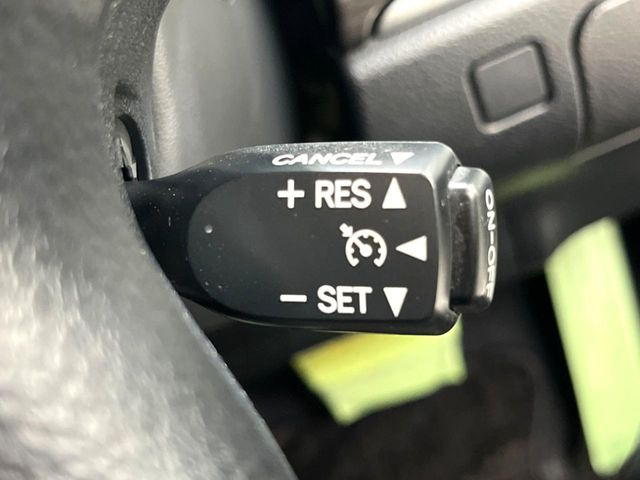 CANCEL ▼
+ RES ▲
◀
− SET ▼
ON-OFF